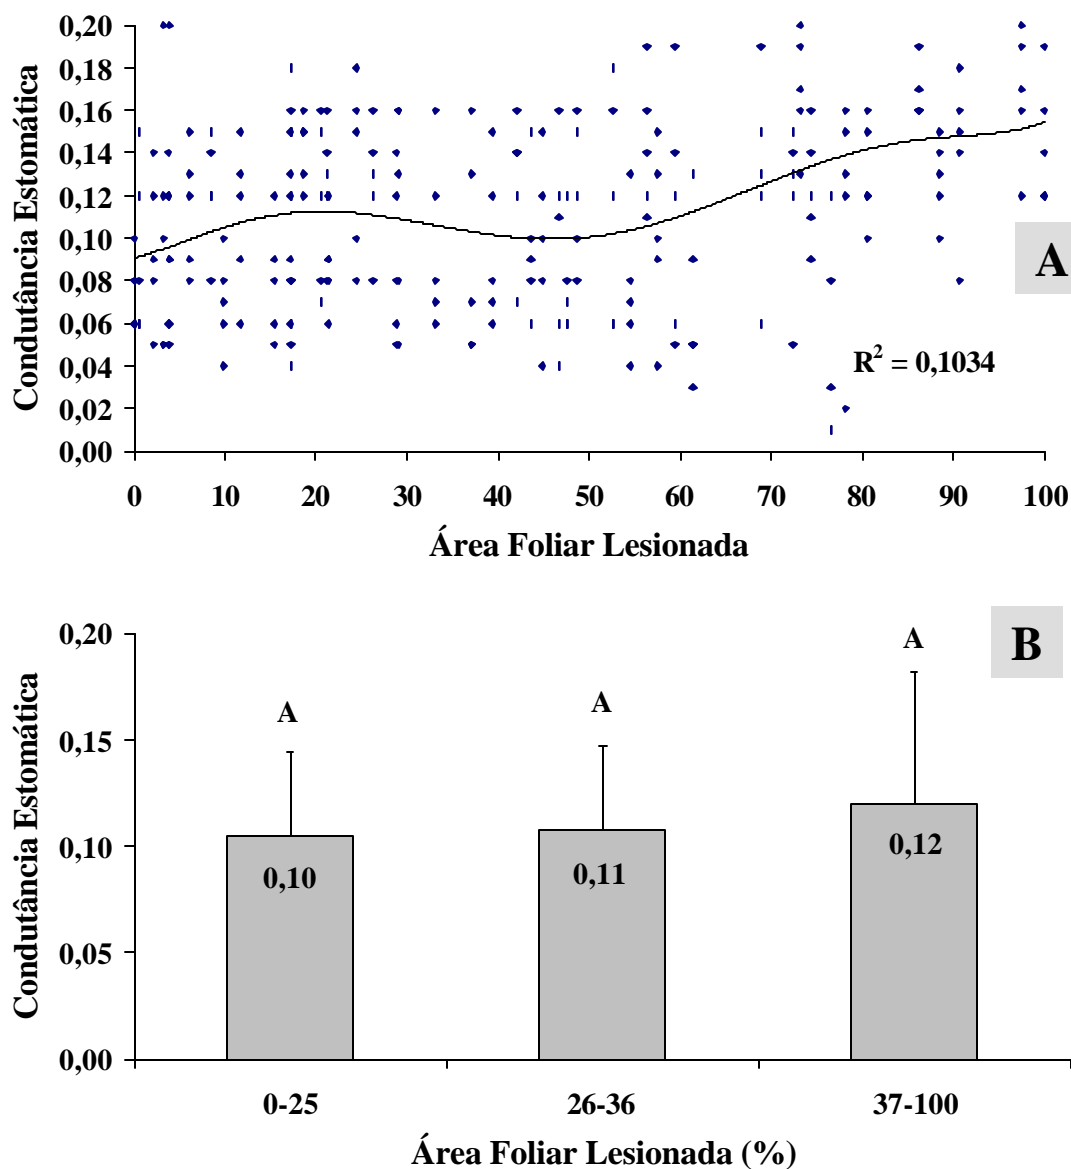 0,20
0,18
0,16
0,14
0,12
0,10
0,08
0,06
0,04
0,02
0,00
Condutância Estomática
A
R² = 0,1034
0 10 20 30 40 50 60 70 80 90 100
Área Foliar Lesionada
B
0,20
0,15
0,10
0,05
0,00
Condutância Estomática
A A A
0,10 0,11 0,12
0-25 26-36 37-100
Área Foliar Lesionada (%)